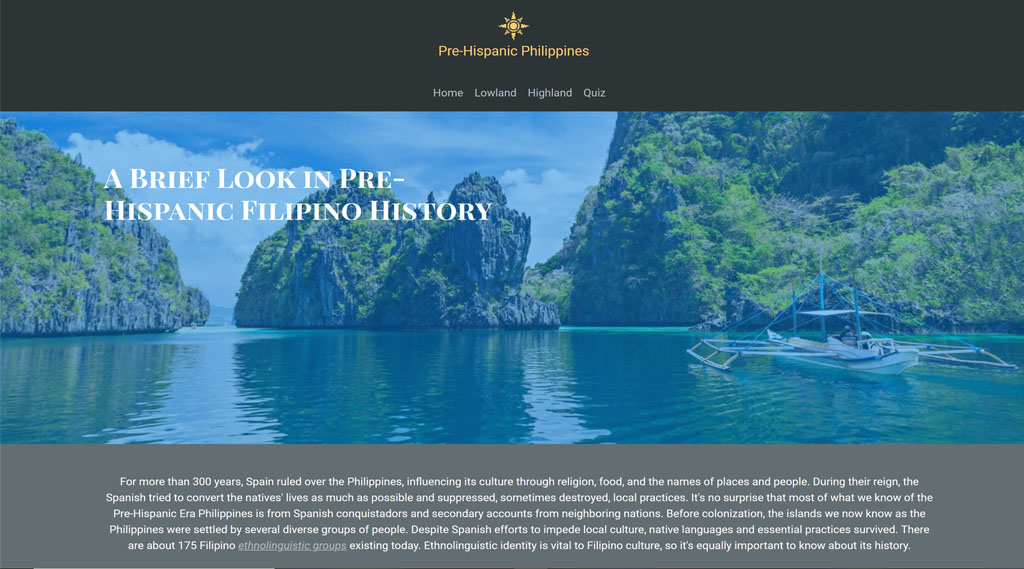 Pre-Hispanic Philippines
Home Lowland Highland Quiz
A Brief Look in Pre-
Hispanic Filipino History
For more than 300 years, Spain ruled over the Philippines, influencing its culture through religion, food, and the names of places and people. During their reign, the
Spanish tried to convert the natives' lives as much as possible and suppressed, sometimes destroyed, local practices. It's no surprise that most of what we know of the
Pre-Hispanic Era Philippines is from Spanish conquistadors and secondary accounts from neighboring nations. Before colonization, the islands we now know as the
Philippines were settled by several diverse groups of people. Despite Spanish efforts to impede local culture, native languages and essential practices survived. There
are about 175 Filipino ethnolinguistic groups existing today. Ethnolinguistic identity is vital to Filipino culture, so it's equally important to know about its history.